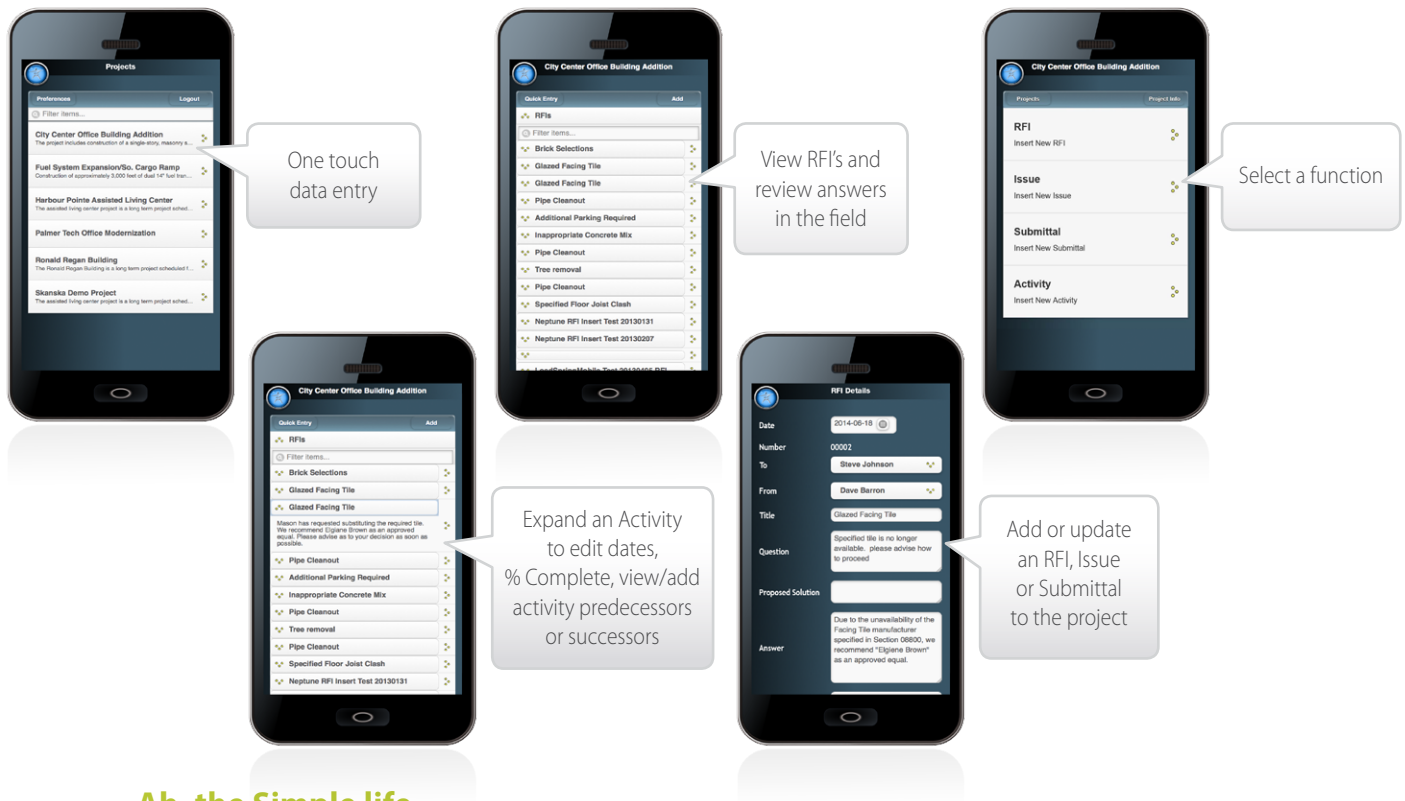 Projects
Preferences Logout
Filter items...
City Center Office Building Addition
The project includes construction of a single-story, masonry s...
Fuel System Expansion/So. Cargo Ramp
Construction of approximately 3,000 feet of dual 14" fuel tran...
Harbour Pointe Assisted Living Center
The assisted living center project is a long term project sched...
Palmer Tech Office Modernization
Ronald Regan Building
The Ronald Regan Building is a long term project scheduled f...
Skanska Demo Project
The assisted living center project is a long term project sched...
One touch
data entry
City Center Office Building Addition
Quick Entry Add
RFIs
Filter items...
Brick Selections
Glazed Facing Tile
Glazed Facing Tile
Pipe Cleanout
Additional Parking Required
Inappropriate Concrete Mix
Pipe Cleanout
Tree removal
Pipe Cleanout
Specified Floor Joist Clash
Neptune RFI Insert Test 20130131
Neptune RFI Insert Test 20130207
View RFI's and
review answers
in the field
City Center Office Building Addition
Projects Project Info
RFI
Insert New RFI
Issue
Insert New Issue
Submittal
Insert New Submittal
Activity
Insert New Activity
Select a function
City Center Office Building Addition
Quick Entry Add
RFIs
Filter items...
Brick Selections
Glazed Facing Tile
Glazed Facing Tile
Mason has requested substituting the required tile.
We recommend Elgiane Brown as an approved
equal. Please advise as to your decision as soon as
possible.
Pipe Cleanout
Additional Parking Required
Inappropriate Concrete Mix
Pipe Cleanout
Tree removal
Pipe Cleanout
Specified Floor Joist Clash
Neptune RFI Insert Test 20130131
Expand an Activity
to edit dates,
% Complete, view/add
activity predecessors
or successors
RFI Details
Date 2014-06-16
Number 00002
To Steve Johnson
From Dave Barron
Title Glazed Facing Tile
Question
Specified tile is no longer
available. please advise how
to proceed
Proposed Solution
Answer
Due to the unavailability of the
Facing Tile manufacturer
specified in Section 08800, we
recommend "Elgiene Brown"
as an approved equal.
Add or update
an RFI, Issue
or Submittal
to the project
Ah, the Simple life